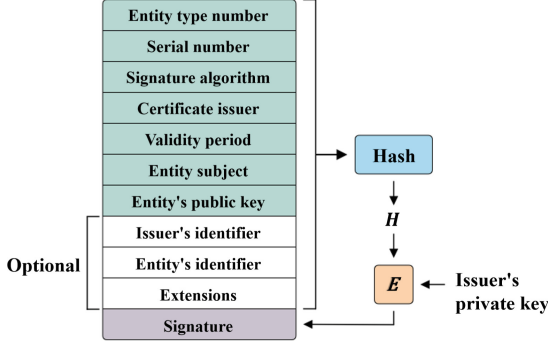 Entity type number
Serial number
Signature algorithm
Certificate issuer
Validity period
Entity subject
Entity's public key
Issuer's identifier
Entity's identifier
Extensions
Signature
Optional
Hash
H
E
Issuer's
private key